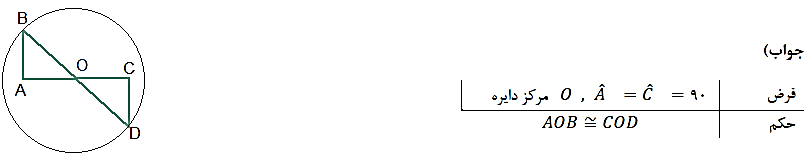 B
O
C
A
D
جواب)
فرض O , Â = Ĉ = ۹۰ مرکز دایره
حکم AOB ≅ COD